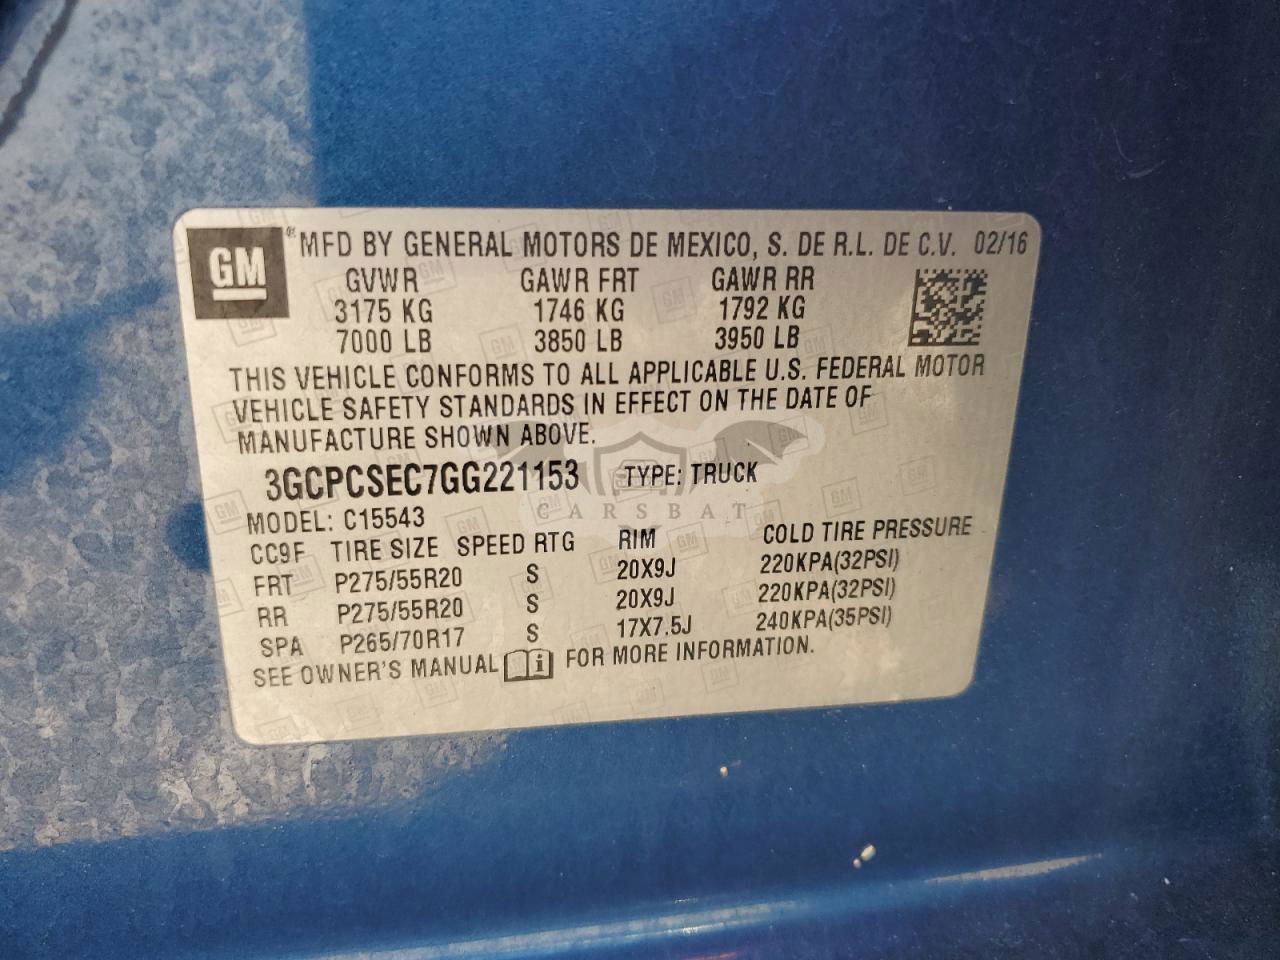 GM ® MFD BY GENERAL MOTORS DE MEXICO, S. DE R.L. DE C.V. 02/16
GVWR GAWR FRT GAWR RR
3175 KG 1746 KG 1792 KG
7000 LB 3850 LB 3950 LB
THIS VEHICLE CONFORMS TO ALL APPLICABLE U.S. FEDERAL MOTOR
VEHICLE SAFETY STANDARDS IN EFFECT ON THE DATE OF
MANUFACTURE SHOWN ABOVE.
3GCPCSEC7GG221153 TYPE: TRUCK
CARSBAT
MODEL: C15543
CC9F TIRE SIZE SPEED RTG RIM COLD TIRE PRESSURE
FRT P275/55R20 S 20X9J 220KPA(32PSI)
RR P275/55R20 S 20X9J 220KPA(32PSI)
SPA P265/70R17 S 17X7.5J 240KPA(35PSI)
SEE OWNER'S MANUAL FOR MORE INFORMATION.